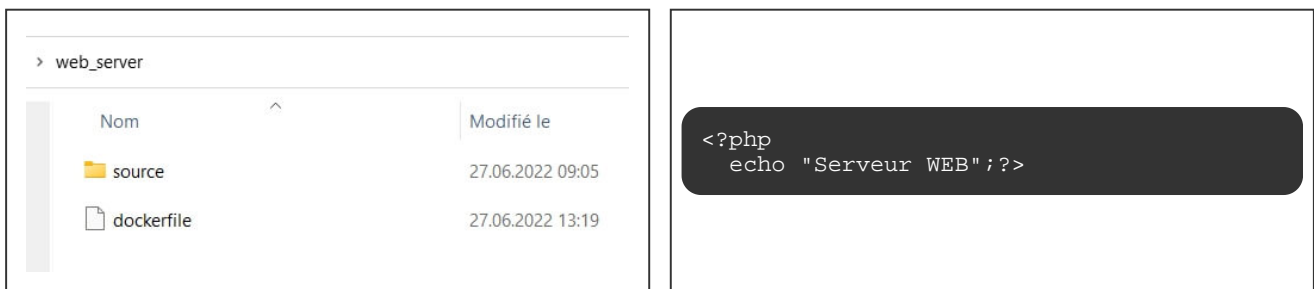 > web_server
Nom Modifié le
source 27.06.2022 09:05
dockerfile 27.06.2022 13:19
<?php
echo "Serveur WEB";?>